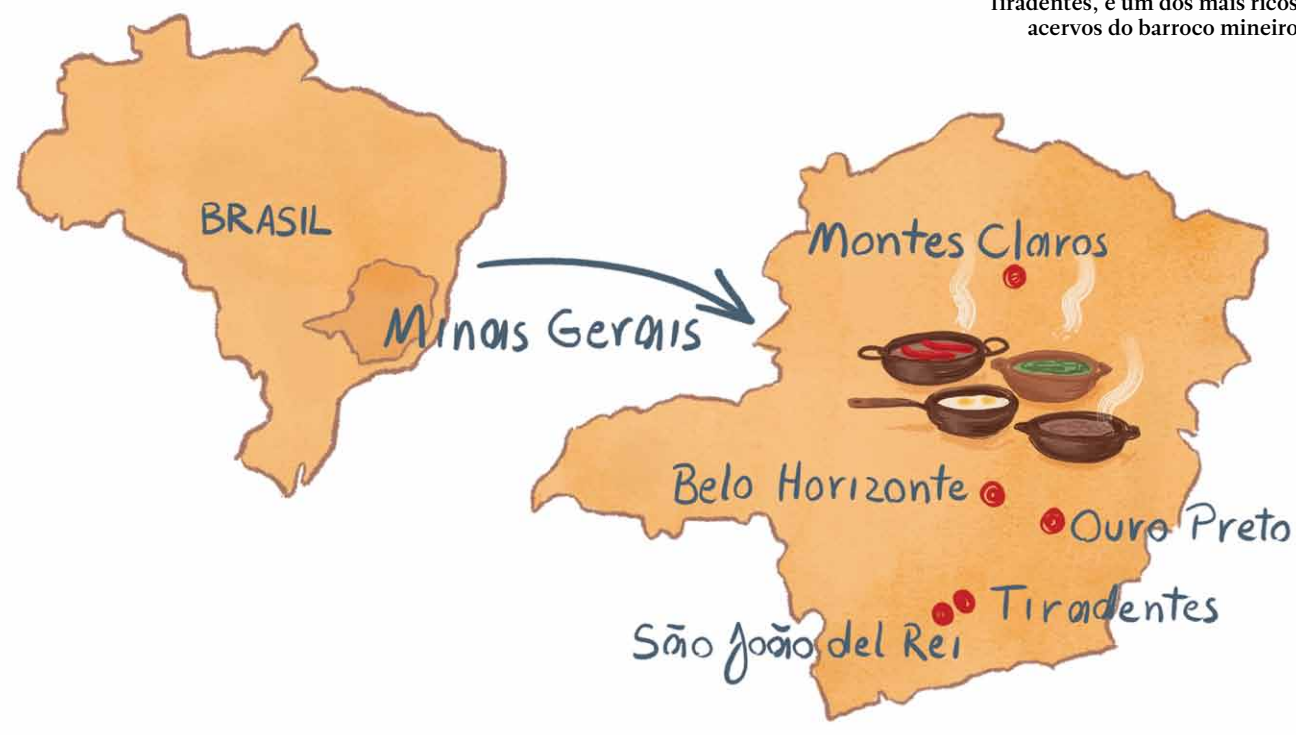 Tiradentes, é um dos mais ricos
acervos do barroco mineiro
BRASIL
Minas Gerais
Montes Claros
Belo Horizonte
Ouro Preto
Tiradentes
São João del Rei